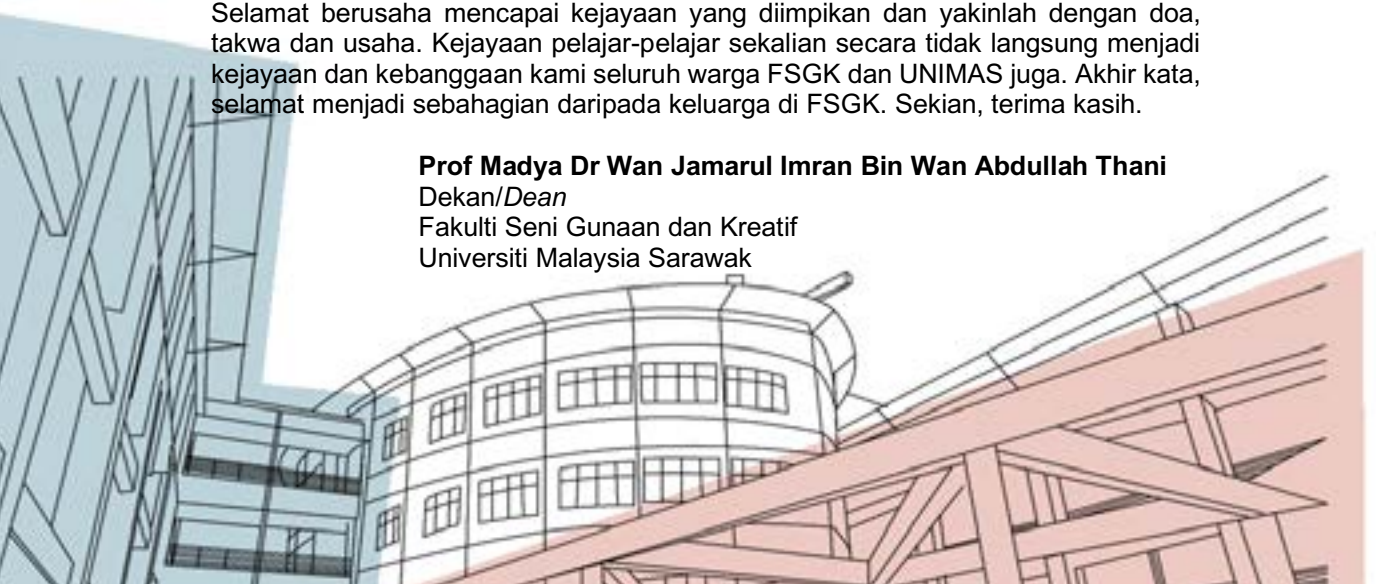 Selamat berusaha mencapai kejayaan yang diimpikan dan yakinlah dengan doa,
takwa dan usaha. Kejayaan pelajar-pelajar sekalian secara tidak langsung menjadi
kejayaan dan kebanggaan kami seluruh warga FSGK dan UNIMAS juga. Akhir kata,
selamat menjadi sebahagian daripada keluarga di FSGK. Sekian, terima kasih.
Prof Madya Dr Wan Jamarul Imran Bin Wan Abdullah Thani
Dekan/Dean
Fakulti Seni Gunaan dan Kreatif
Universiti Malaysia Sarawak